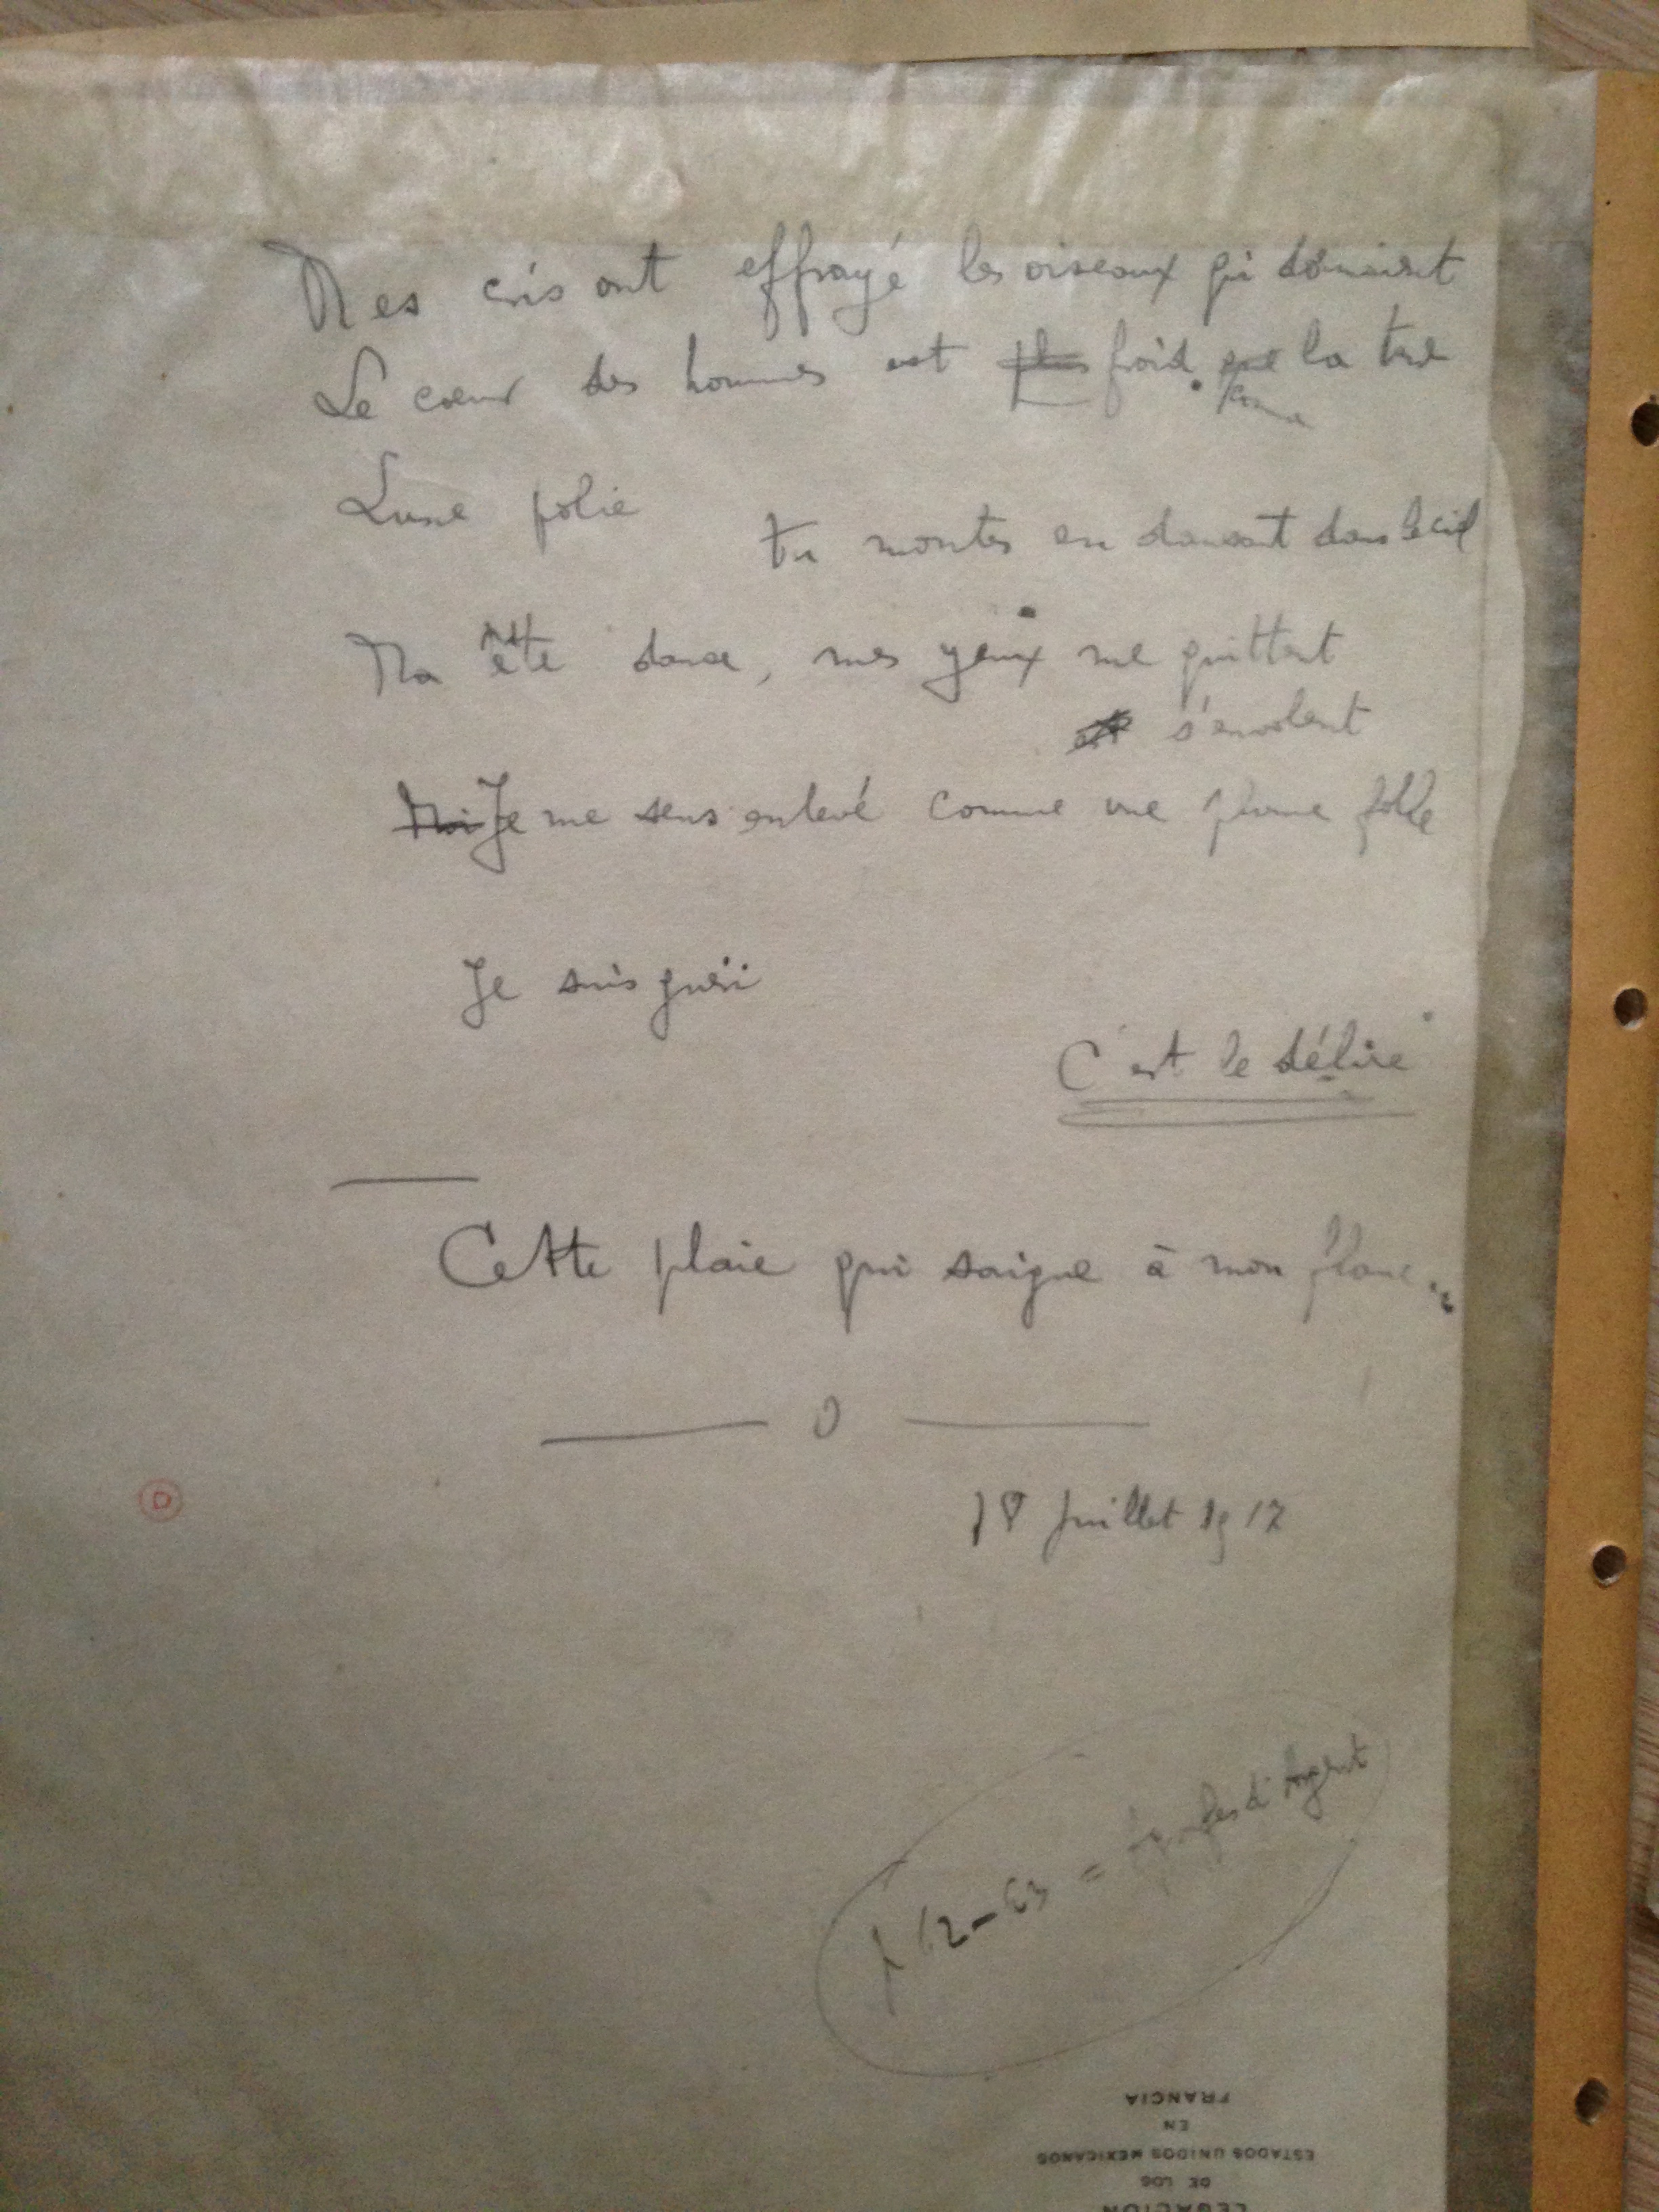 Mes cris ont effrayé les oiseaux qui dormaient
Le cœur des hommes est plus froid que la terre
comme
Lune folie
tu montes en dansant dans le ciel
Ma tête danse, mes yeux me quittent
s'envolent
Moi Je me sens enlevé comme une plume folle
Je suis guéri
C'est le délire
Cette plaie qui saigne à mon flanc..
O
18 Juillet 1917
D
62-63 = d'Argent
LEGACION
DE LOS
ESTADOS UNIDOS MEXICANOS
EN
FRANCIA